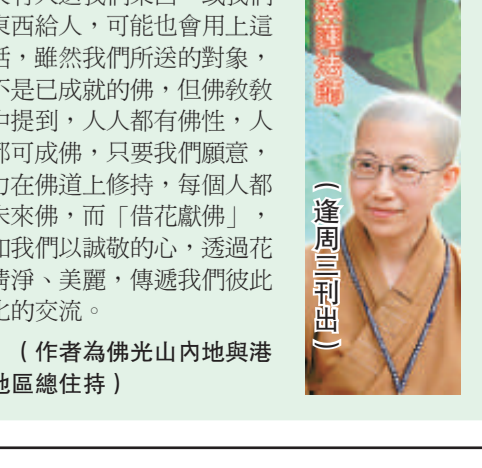 東西給人，可能也會用上這
話，雖然我們所送的對象，
不是已成就的佛，但佛教教
中提到，人人都有佛性，人
都可成佛，只要我們願意，
力在佛道上修持，每個人都
未來佛，而「借花獻佛」，
如我們以誠敬的心，透過花
清淨、美麗，傳遞我們彼此
化的交流。
（作者為佛光山內地與港
地區總住持）
法師
（逢周三刊出）